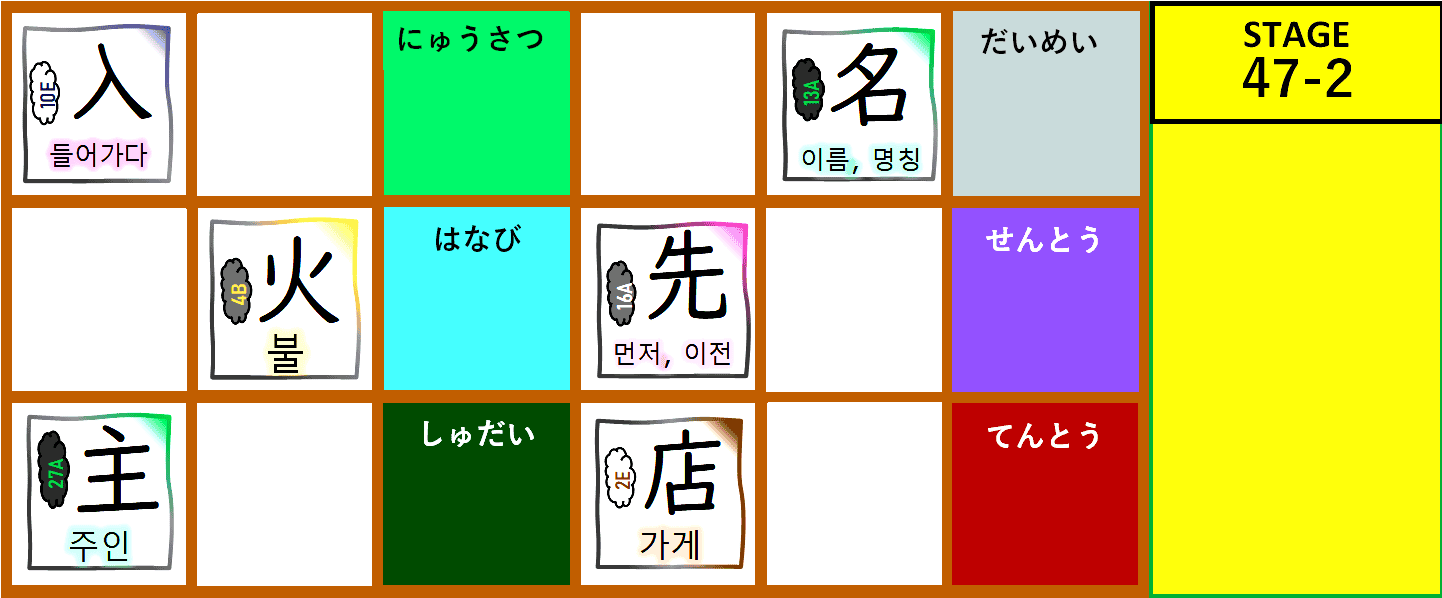 入
10E
들어가다
にゅうさつ
名
13A
이름, 명칭
だいめい
STAGE
47-2
火
4B
불
はなび
先
16A
먼저, 이전
せんとう
主
27A
주인
しゅだい
店
2E
가게
てんとう